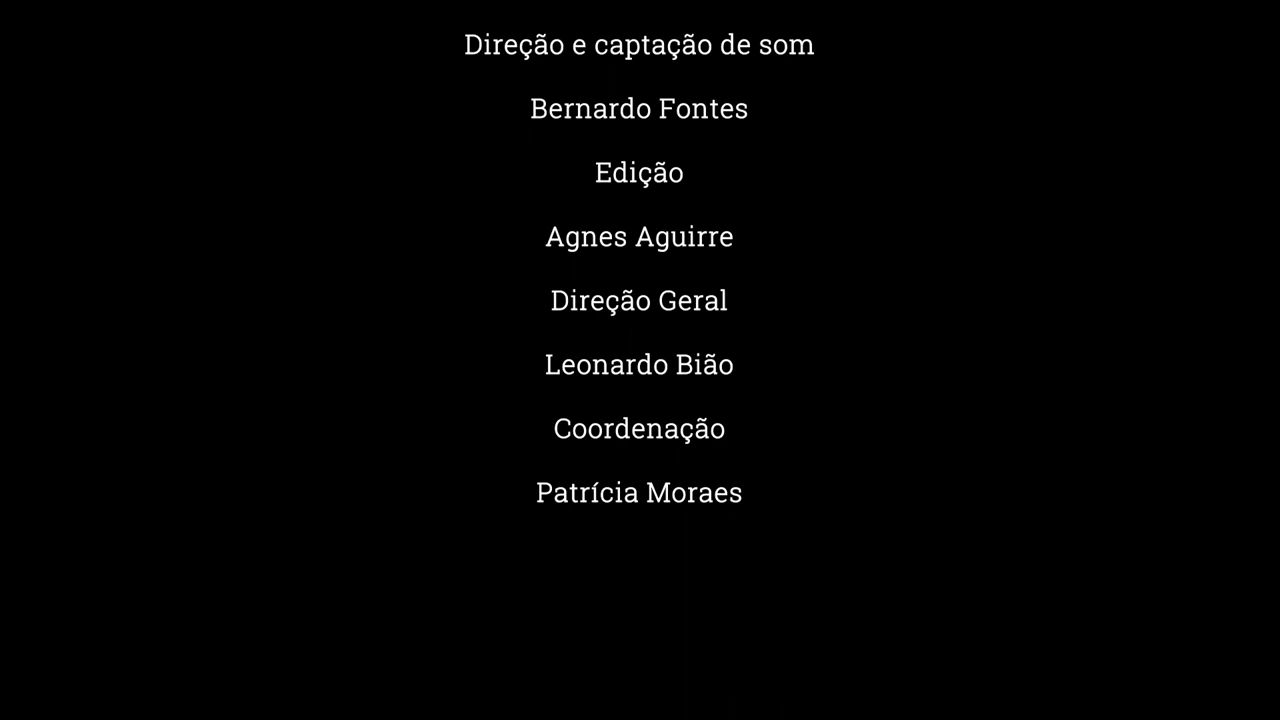 Direção e captação de som
Bernardo Fontes
Edição
Agnes Aguirre
Direção Geral
Leonardo Bião
Coordenação
Patrícia Moraes